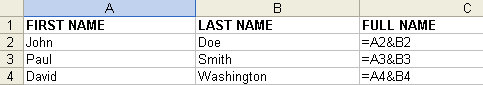 A B C
1 FIRST NAME LAST NAME FULL NAME
2 John Doe =A2&B2
3 Paul Smith =A3&B3
4 David Washington =A4&B4